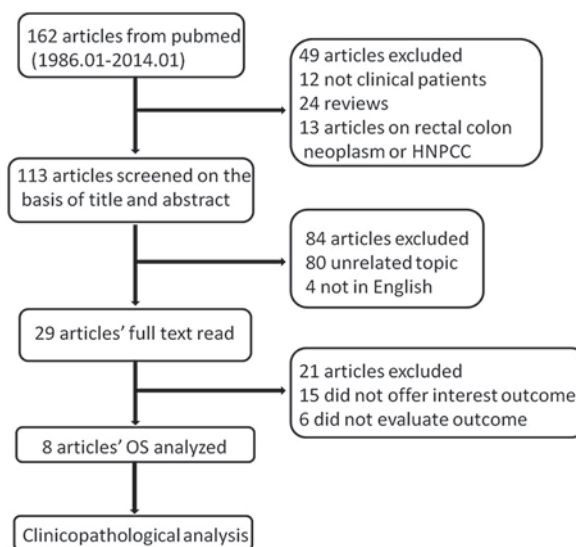 162 articles from pubmed
(1986.01-2014.01)
49 articles excluded
12 not clinical patients
24 reviews
13 articles on rectal colon
neoplasm or HNPCC
113 articles screened on the
basis of title and abstract
84 articles excluded
80 unrelated topic
4 not in English
29 articles' full text read
21 articles excluded
15 did not offer interest outcome
6 did not evaluate outcome
8 articles' OS analyzed
Clinicopathological analysis